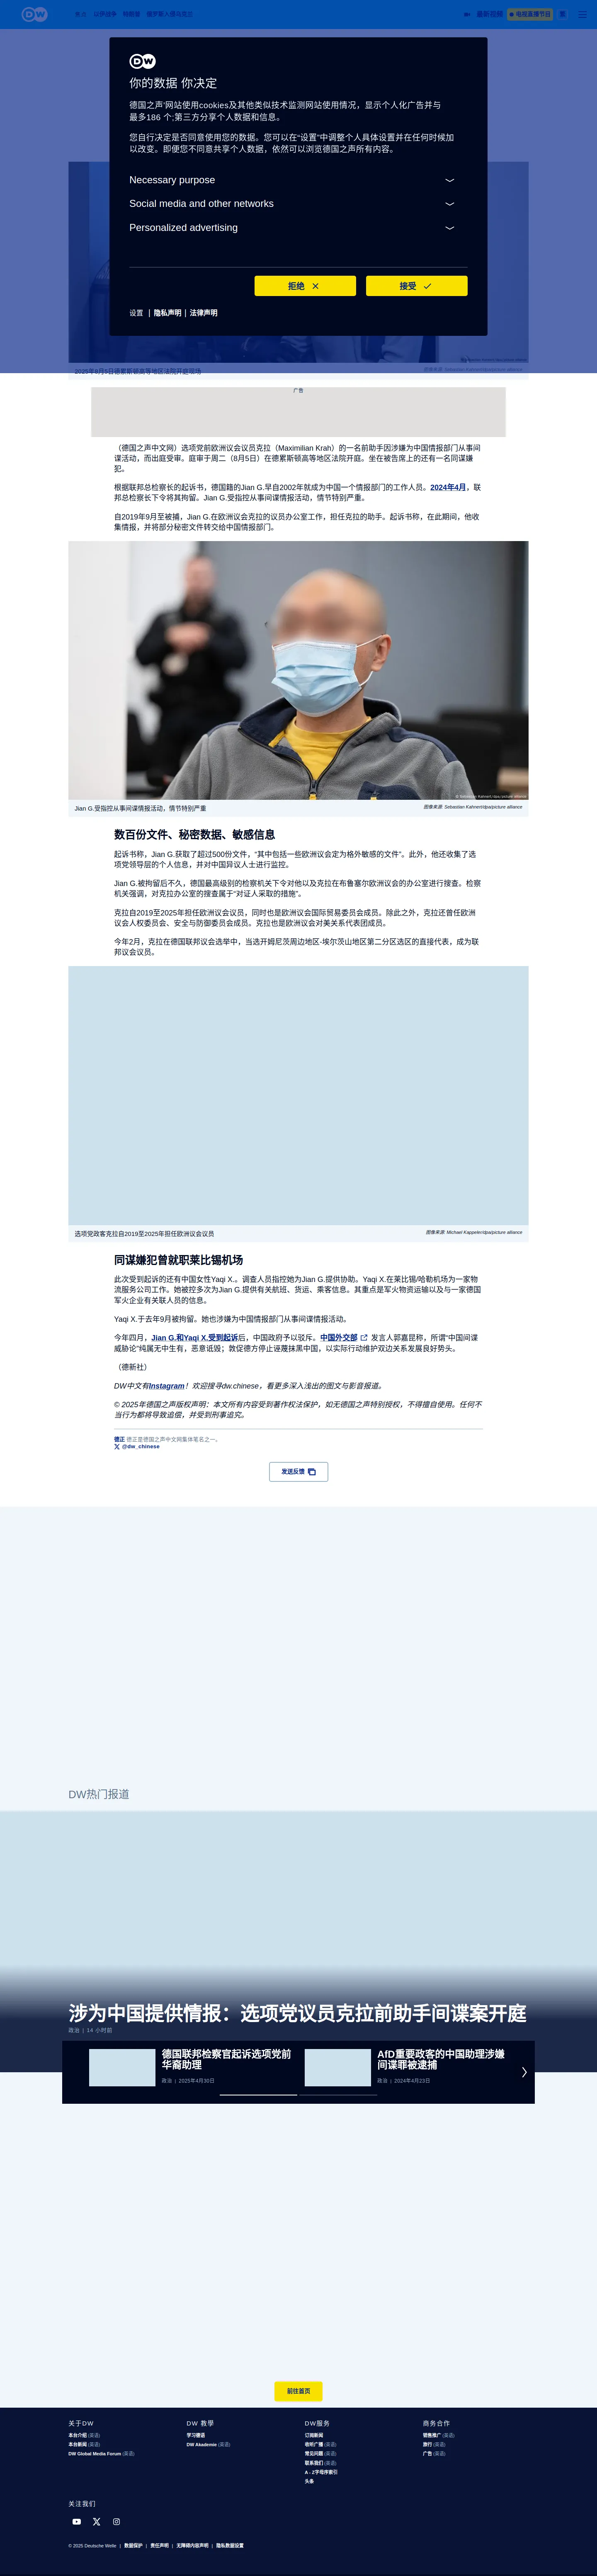 最新视频
电视直播节目
DW
你的数据 你决定
德国之声'网站使用cookies及其他类似技术监测网站使用情况，显示个人化广告并与
最多186 个;第三方分享个人数据和信息。
您自行决定是否同意使用您的数据。您可以在"设置"中调整个人具体设置并在任何时候加
以改变。即便您不同意共享个人数据，依然可以浏览德国之声所有内容。
Necessary purpose
Social media and other networks
Personalized advertising
拒绝
接受
设置 | 隐私声明 | 法律声明
2025年8月5日德累斯顿高等地区法院开庭现场
广告
（德国之声中文网）选项党前欧洲议会议员克拉（Maximilian Krah）的一名前助手因涉嫌为中国情报部门从事间
谍活动，而出庭受审。庭审于周二（8月5日）在德累斯顿高等地区法院开庭。坐在被告席上的还有一名同谋嫌
犯。
根据联邦总检察长的起诉书，德国籍的Jian G.早自2002年就成为中国一个情报部门的工作人员。2024年4月，联
邦总检察长下令将其拘留。Jian G.受指控从事间谍情报活动，情节特别严重。
自2019年9月至被捕，Jian G.在欧洲议会克拉的议员办公室工作，担任克拉的助手。起诉书称，在此期间，他收
集情报，并将部分秘密文件转交给中国情报部门。
© Sebastian Kahnert/dpa/picture alliance
Jian G.受指控从事间谍情报活动，情节特别严重
图像来源: Sebastian Kahnert/dpa/picture alliance
数百份文件、秘密数据、敏感信息
起诉书称，Jian G.获取了超过500份文件，"其中包括一些欧洲议会定为格外敏感的文件"。此外，他还收集了选
项党领导层的个人信息，并对中国异议人士进行监控。
Jian G.被拘留后不久，德国最高级别的检察机关下令对他以及克拉在布鲁塞尔欧洲议会的办公室进行搜查。检察
机关强调，对克拉办公室的搜查属于"对证人采取的措施"。
克拉自2019至2025年担任欧洲议会议员，同时也是欧洲议会国际贸易委员会成员。除此之外，克拉还曾任欧洲
议会人权委员会、安全与防御委员会成员。克拉也是欧洲议会对美关系代表团成员。
今年2月，克拉在德国联邦议会选举中，当选开姆尼茨周边地区-埃尔茨山地区第二分区选区的直接代表，成为联
邦议会议员。
选项党政客克拉自2019至2025年担任欧洲议会议员
图像来源: Michael Kappeler/dpa/picture alliance
同谋嫌犯曾就职莱比锡机场
此次受到起诉的还有中国女性Yaqi X.。调查人员指控她为Jian G.提供协助。Yaqi X.在莱比锡/哈勒机场为一家物
流服务公司工作。她被控多次为Jian G.提供有关航班、货运、乘客信息。其重点是军火物资运输以及与一家德国
军火企业有关联人员的信息。
Yaqi X.于去年9月被拘留。她也涉嫌为中国情报部门从事间谍情报活动。
今年四月，Jian G.和Yaqi X.受到起诉后，中国政府予以驳斥。中国外交部 发言人郭嘉昆称，所谓"中国间谍
威胁论"纯属无中生有，恶意诋毁；敦促德方停止诬蔑抹黑中国，以实际行动维护双边关系发展良好势头。
（德新社）
DW中文有Instagram！欢迎搜寻dw.chinese，看更多深入浅出的图文与影音报道。
© 2025年德国之声版权声明：本文所有内容受到著作权法保护，如无德国之声特别授权，不得擅自使用。任何不
当行为都将导致追偿，并受到刑事追究。
德正 德正是德国之声中文网集体笔名之一。
@dw_chinese
发送反馈
DW热门报道
涉为中国提供情报：选项党议员克拉前助手间谍案开庭
政治 | 14 小时前
德国联邦检察官起诉选项党前
华裔助理
政治 | 2025年4月30日
AfD重要政客的中国助理涉嫌
间谍罪被逮捕
政治 | 2024年4月23日
前往首页
关于DW
本台介绍 (英语)
本台新闻 (英语)
DW Global Media Forum (英语)
DW 教學
学习德语
DW Akademie (英语)
DW服务
订阅新闻
收听广播 (英语)
常见问题 (英语)
联系我们 (英语)
A - Z字母序索引
头条
商务合作
销售推广 (英语)
旅行 (英语)
广告 (英语)
关注我们
© 2025 Deutsche Welle | 数据保护 | 责任声明 | 无障碍内容声明 | 隐私数据设置